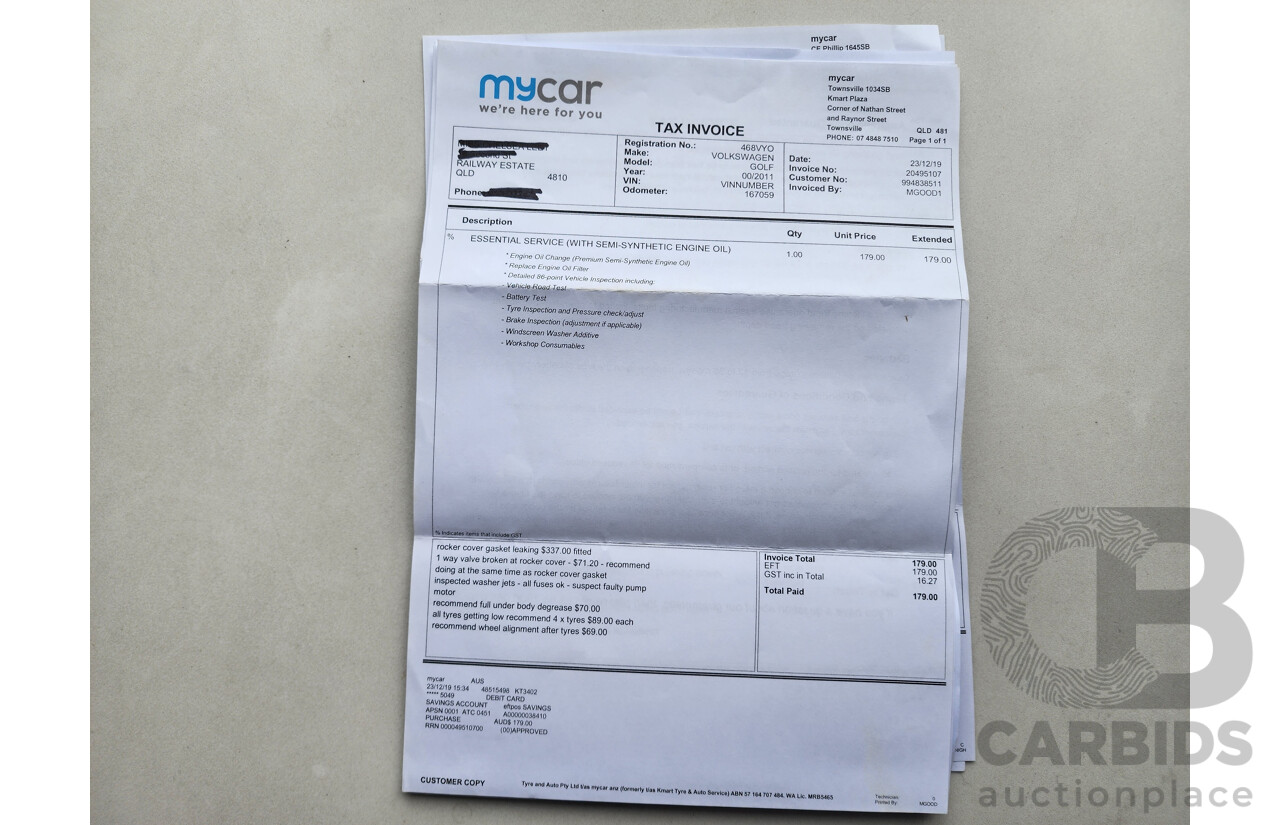 mycar
CE Phillip 1645SB
mycar
we're here for you
mycar
Townsville 1034SB
Kmart Plaza
Corner of Nathan Street
and Raynor Street
Townsville QLD 481
PHONE: 07 4848 7510 Page 1 of 1
TAX INVOICE
St
RAILWAY ESTATE
QLD 4810
Phone
Registration No.: 468VYO
Make: VOLKSWAGEN
Model: GOLF
Year: 00/2011
VIN: VINNUMBER
Odometer: 167059
Date: 23/12/19
Invoice No: 20495107
Customer No: 994838511
Invoiced By: MGOOD1
Description Qty Unit Price Extended
% ESSENTIAL SERVICE (WITH SEMI-SYNTHETIC ENGINE OIL) 1.00 179.00 179.00
* Engine Oil Change (Premium Semi-Synthetic Engine Oil)
* Replace Engine Oil Filter
* Detailed 86-point Vehicle Inspection including:
- Vehicle Road Test
- Battery Test
- Tyre Inspection and Pressure check/adjust
- Brake Inspection (adjustment if applicable)
- Windscreen Washer Additive
- Workshop Consumables
% Indicates items that include GST
rocker cover gasket leaking $337.00 fitted
1 way valve broken at rocker cover - $71.20 - recommend
doing at the same time as rocker cover gasket
inspected washer jets - all fuses ok - suspect faulty pump
motor
recommend full under body degrease $70.00
all tyres getting low recommend 4 x tyres $89.00 each
recommend wheel alignment after tyres $69.00
Invoice Total 179.00
EFT 179.00
GST inc in Total 16.27
Total Paid 179.00
mycar AUS
23/12/19 15:34 48515498 KT3402
***** 5049 DEBIT CARD
SAVINGS ACCOUNT eftpos SAVINGS
APSN 0001 ATC 0451 A00000038410
PURCHASE AUD$ 179.00
RRN 000049510700 (00)APPROVED
CUSTOMER COPY
Tyre and Auto Pty Ltd t/as mycar and (formerly t/as Kmart Tyre & Auto Service) ABN 57 164 707 484. WA Lic. MRB5465
Technician: 0
Printed By: MGOOD
CB
CARBIDS
auctionplace